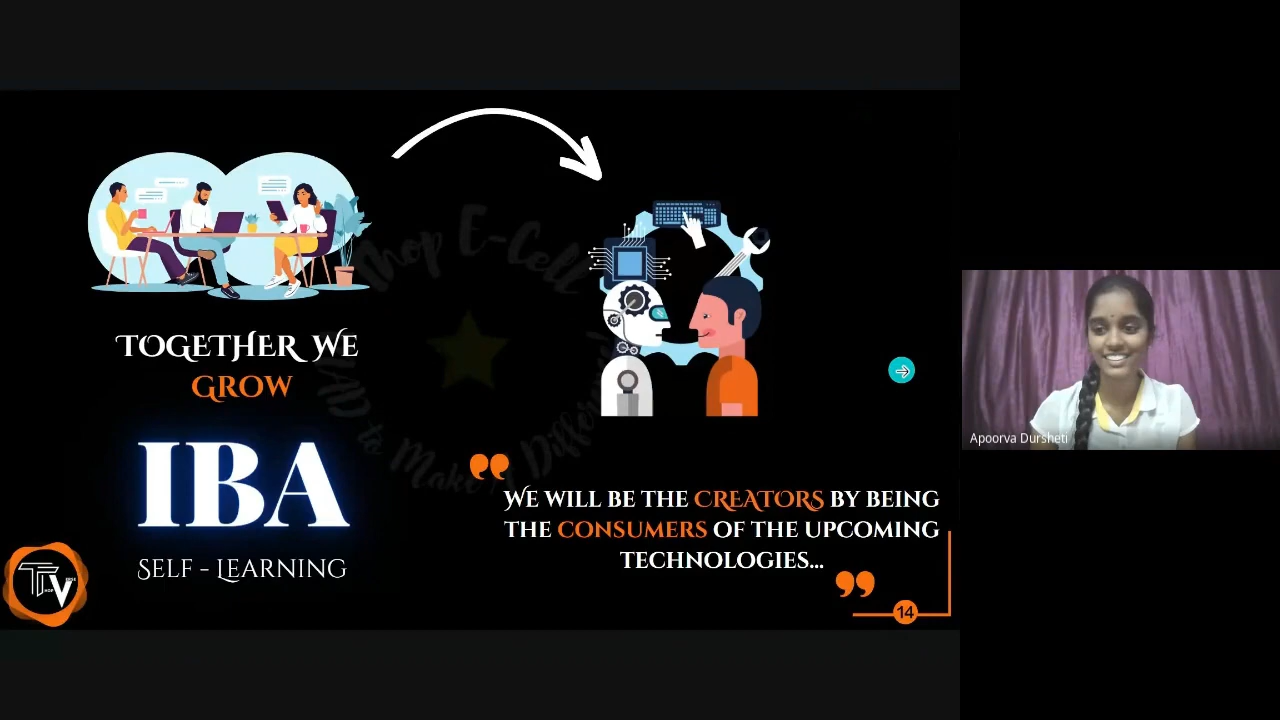 TOGETHER WE
GROW
IBA
SELF - LEARNING
WE WILL BE THE CREATORS BY BEING
THE CONSUMERS OF THE UPCOMING
TECHNOLOGIES...
14
Apoorva Dursheti